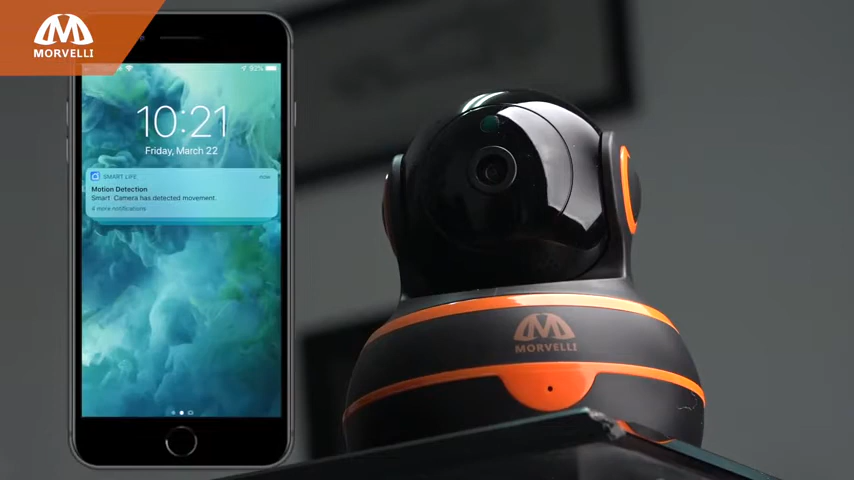 MORVELLI
92%
10:21
Friday, March 22
SMART LIFE
now
Motion Detection
Smart Camera has detected movement.
4 more notifications
MORVELLI